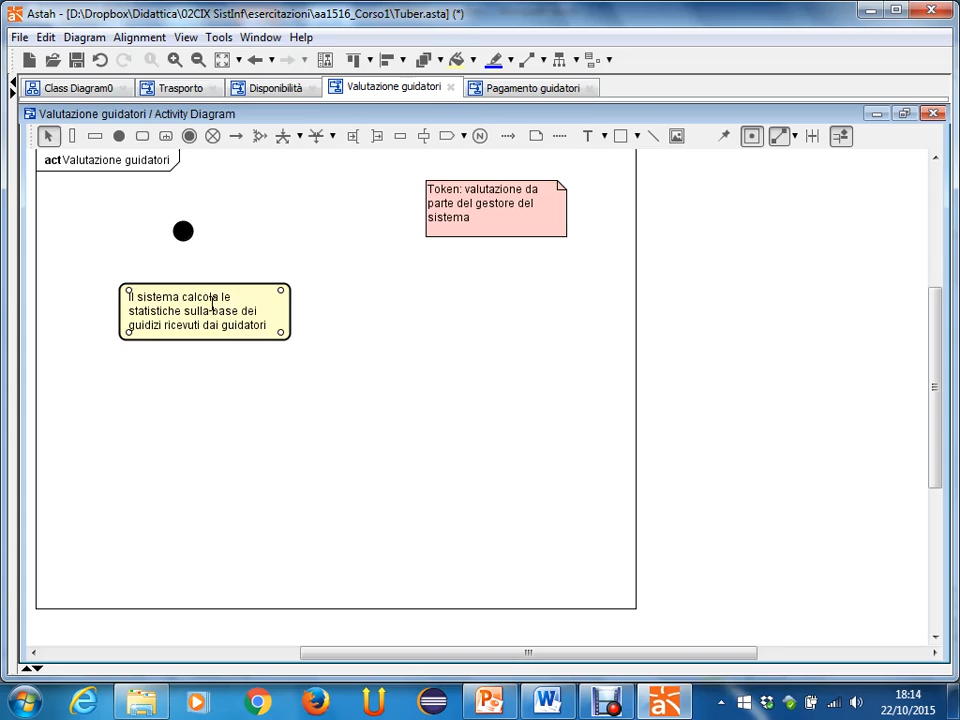 Astah - [D:\Dropbox\Didattica\02CIX SistInf\esercitazioni\aa1516_Corso1\Tuber.asta] (*)
File Edit Diagram Alignment View Tools Window Help
Class Diagram0 Trasporto Disponibilità Valutazione guidatori Pagamento guidatori
Valutazione guidatori / Activity Diagram
N T
act Valutazione guidatori
Token: valutazione da
parte del gestore del
sistema
Il sistema calcola le
statistiche sulla base dei
guidizi ricevuti dai guidatori
18:14
22/10/2015